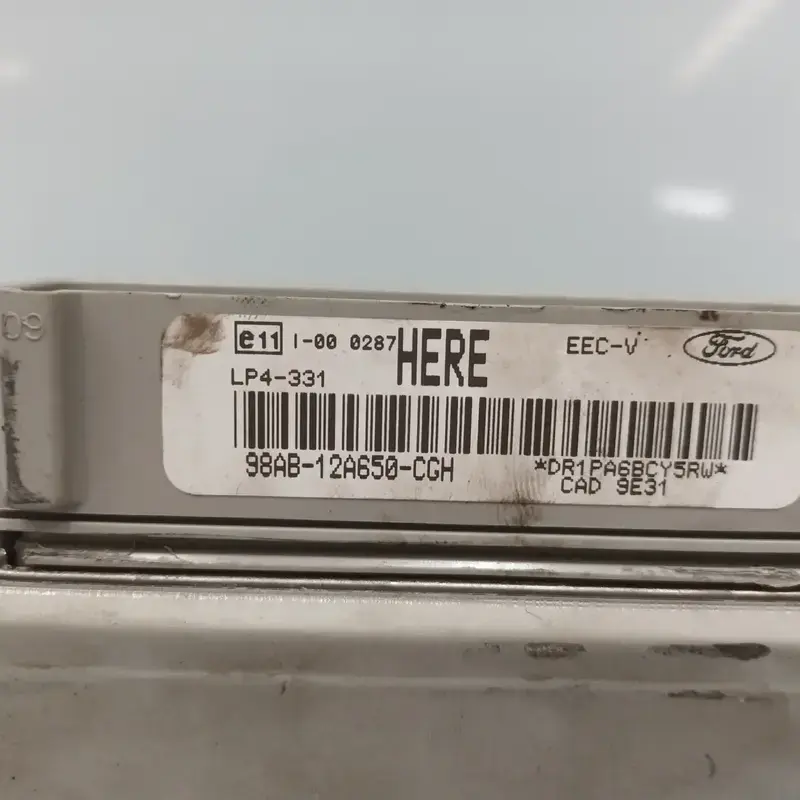 e11 I-00 0287 HERE EEC-V Ford
LP4-331
98AB-12A650-CGH *DR1PA6BCY5RW*
CAD 9E31